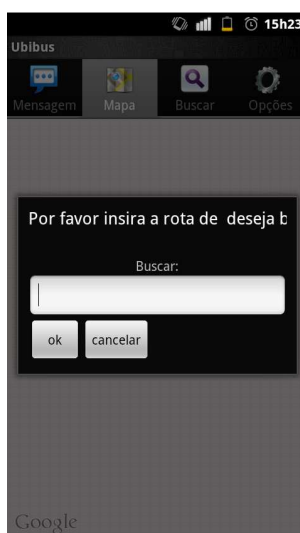 15h23
Ubibus
Mensagem Mapa Buscar Opções
Por favor insira a rota de deseja b
Buscar:
ok cancelar
Google